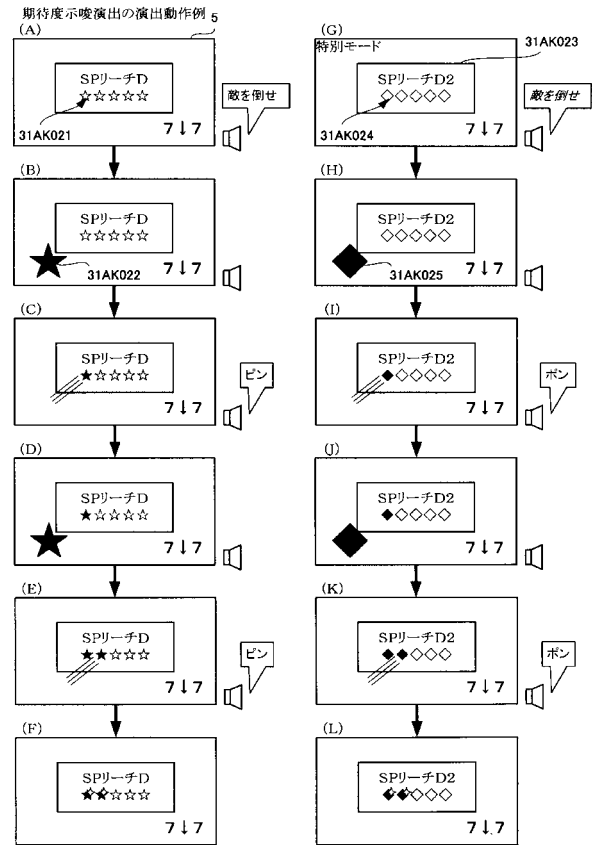 期待度示唆演出の演出動作例
5
(A)
SPリーチD
☆☆☆☆☆
31AK021
7↓7
敵を倒せ
(B)
SPリーチD
☆☆☆☆☆
31AK022
7↓7
(C)
SPリーチD
★☆☆☆☆
7↓7
ピン
(D)
SPリーチD
★☆☆☆☆
7↓7
(E)
SPリーチD
★★☆☆☆
7↓7
ピン
(F)
SPリーチD
★★☆☆☆
7↓7
(G)
特別モード
31AK023
SPリーチD2
◇◇◇◇◇
31AK024
7↓7
敵を倒せ
(H)
SPリーチD2
◇◇◇◇◇
31AK025
7↓7
(I)
SPリーチD2
◆◇◇◇◇
7↓7
ポン
(J)
SPリーチD2
◆◇◇◇◇
7↓7
(K)
SPリーチD2
◆◆◇◇◇
7↓7
ポン
(L)
SPリーチD2
◆◆◇◇◇
7↓7